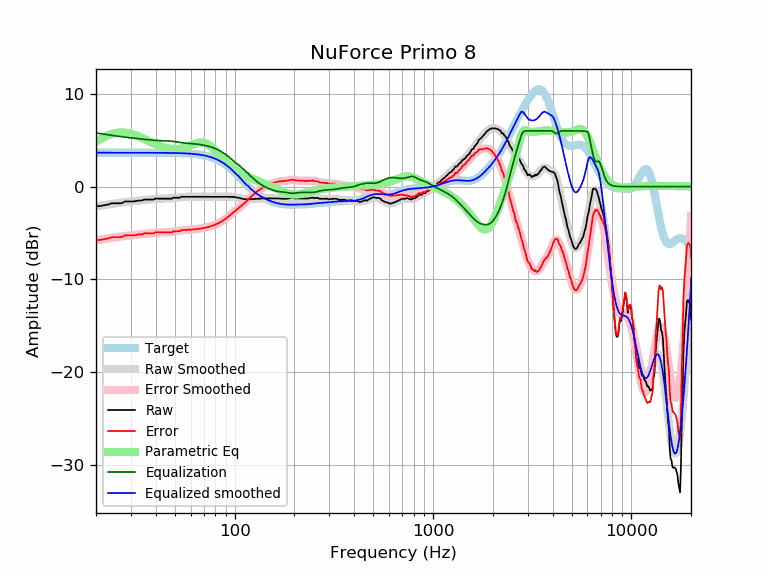 NuForce Primo 8
Amplitude (dBr)
10
0
−10
−20
−30
Target
Raw Smoothed
Error Smoothed
Raw
Error
Parametric Eq
Equalization
Equalized smoothed
100
1000
10000
Frequency (Hz)